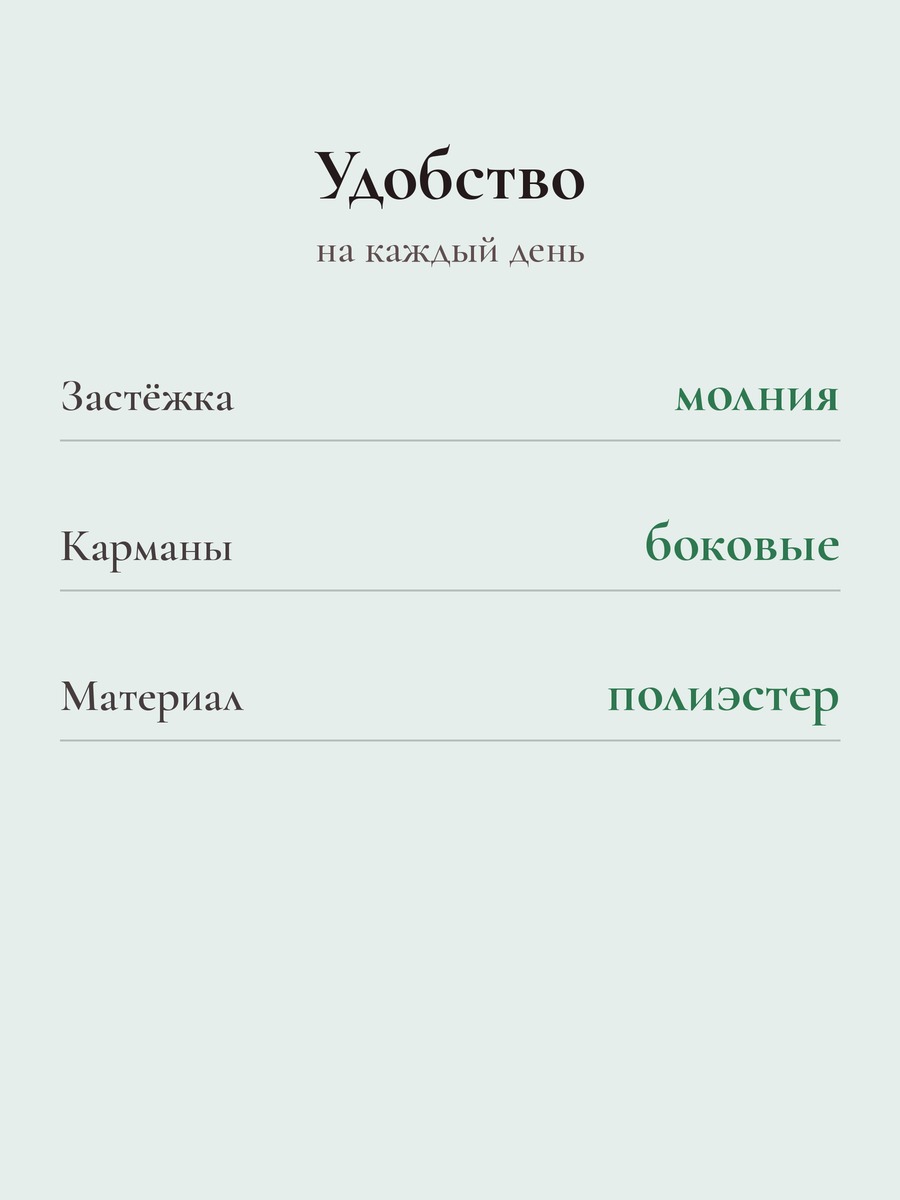 Удобство
на каждый день
Застёжка молния
Карманы боковые
Материал полиэстер